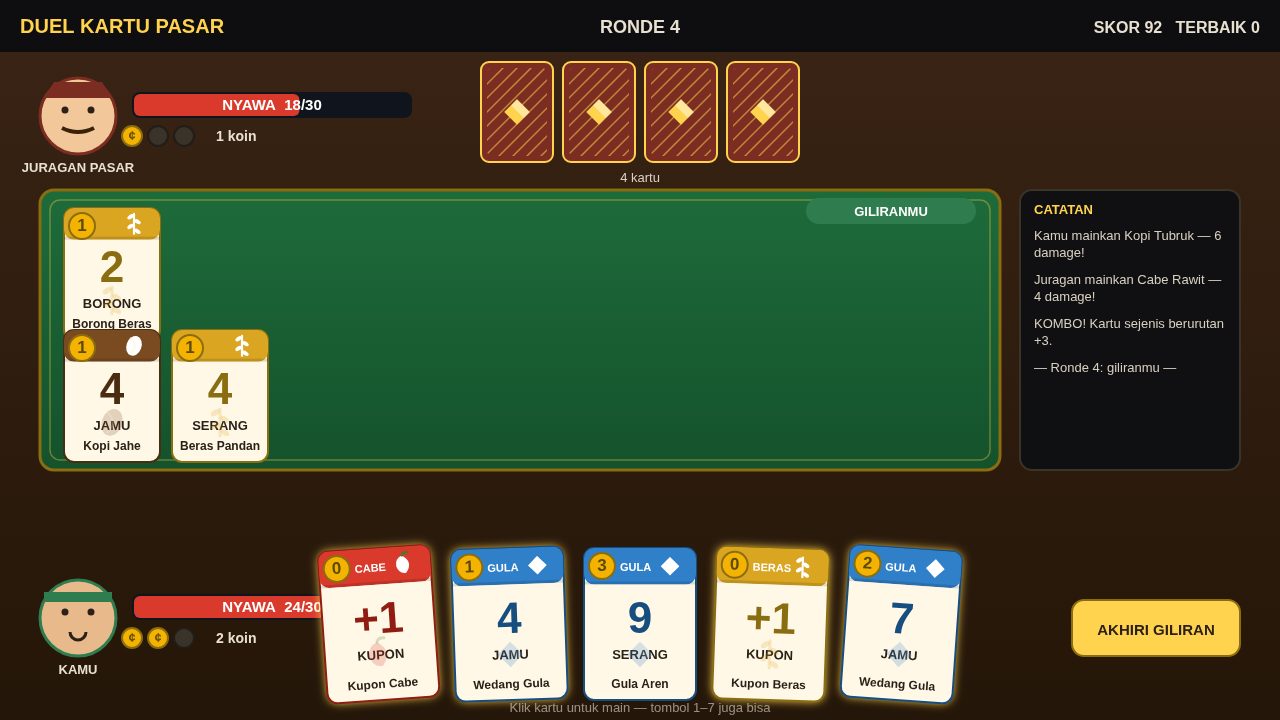 DUEL KARTU PASAR
RONDE 4
SKOR 92 TERBAIK 0
NYAWA 18/30
¢
1 koin
JURAGAN PASAR
4 kartu
GILIRANMU
1
2
BORONG
Borong Beras
1
4
JAMU
Kopi Jahe
1
4
SERANG
Beras Pandan
CATATAN
Kamu mainkan Kopi Tubruk — 6
damage!
Juragan mainkan Cabe Rawit —
4 damage!
KOMBO! Kartu sejenis berurutan
+3.
— Ronde 4: giliranmu —
NYAWA 24/30
¢ ¢
2 koin
KAMU
0 CABE
+1
KUPON
Kupon Cabe
1 GULA
4
JAMU
Wedang Gula
3 GULA
9
SERANG
Gula Aren
0 BERAS
+1
KUPON
Kupon Beras
2 GULA
7
JAMU
Wedang Gula
AKHIRI GILIRAN
Klik kartu untuk main — tombol 1–7 juga bisa